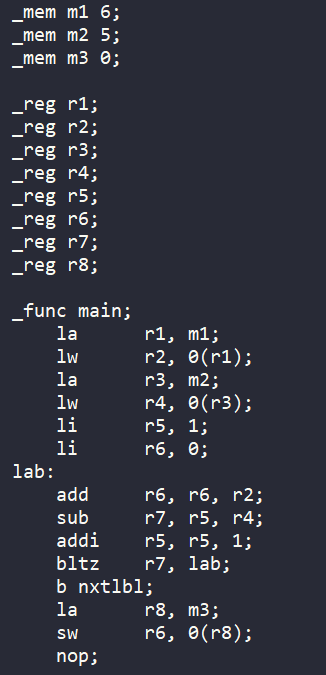 _mem m1 6;
_mem m2 5;
_mem m3 0;

_reg r1;
_reg r2;
_reg r3;
_reg r4;
_reg r5;
_reg r6;
_reg r7;
_reg r8;

_func main;
    la      r1, m1;
    lw      r2, 0(r1);
    la      r3, m2;
    lw      r4, 0(r3);
    li      r5, 1;
    li      r6, 0;
lab:
    add     r6, r6, r2;
    sub     r7, r5, r4;
    addi    r5, r5, 1;
    bltz    r7, lab;
    b nxtlbl;
    la      r8, m3;
    sw      r6, 0(r8);
    nop;